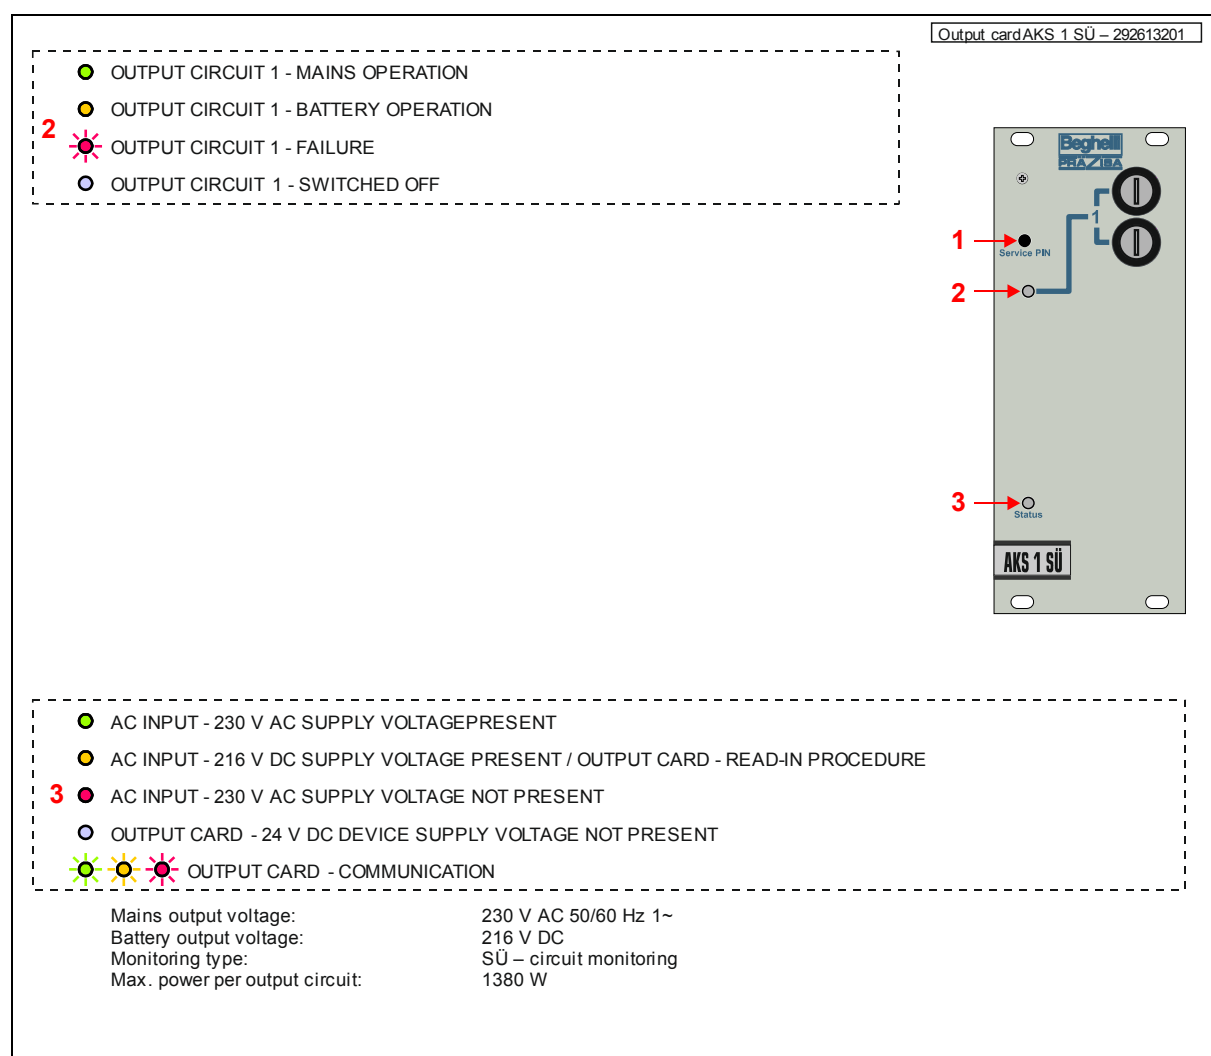 Output card AKS 1 SÜ – 292613201
OUTPUT CIRCUIT 1 - MAINS OPERATION
OUTPUT CIRCUIT 1 - BATTERY OPERATION
2
OUTPUT CIRCUIT 1 - FAILURE
OUTPUT CIRCUIT 1 - SWITCHED OFF
Beghelli
PRÄZISA
1
1
Service PIN
2
3
Status
AKS 1 SÜ
AC INPUT - 230 V AC SUPPLY VOLTAGEPRESENT
AC INPUT - 216 V DC SUPPLY VOLTAGE PRESENT / OUTPUT CARD - READ-IN PROCEDURE
3 AC INPUT - 230 V AC SUPPLY VOLTAGE NOT PRESENT
OUTPUT CARD - 24 V DC DEVICE SUPPLY VOLTAGE NOT PRESENT
OUTPUT CARD - COMMUNICATION
Mains output voltage: 230 V AC 50/60 Hz 1~
Battery output voltage: 216 V DC
Monitoring type: SÜ – circuit monitoring
Max. power per output circuit: 1380 W